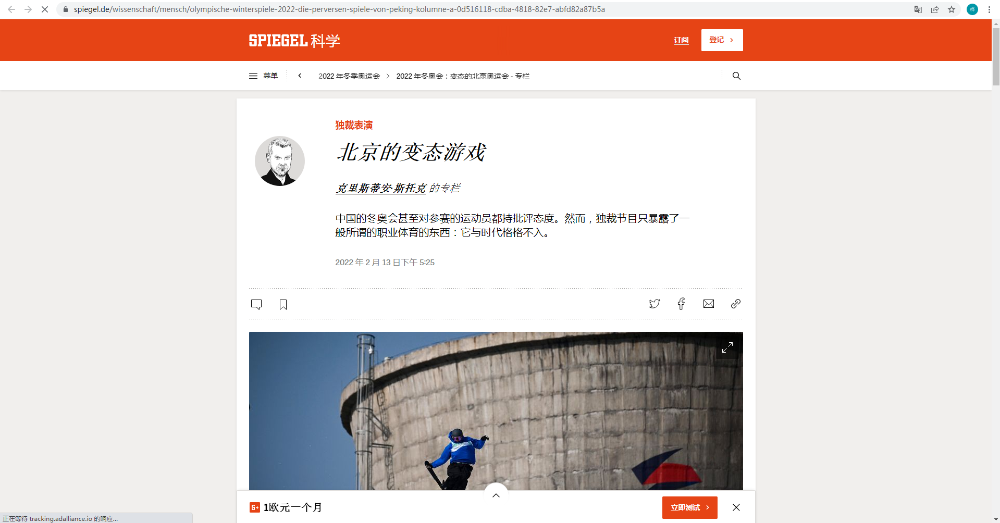 spiegel.de/wissenschaft/mensch/olympische-winterspiele-2022-die-perversen-spiele-von-peking-kolumne-a-0d516118-cdba-4818-82e7-abfd82a87b5a
桦
SPIEGEL 科学
订阅
登记
菜单
2022 年冬季奥运会
2022 年冬奥会：变态的北京奥运会 - 专栏
独裁表演
北京的变态游戏
克里斯蒂安·斯托克 的专栏
中国的冬奥会甚至对参赛的运动员都持批评态度。然而，独裁节目只暴露了一
般所谓的职业体育的东西：它与时代格格不入。
2022 年 2 月 13 日下午 5:25
S+ 1欧元一个月
立即测试
正在等待 tracking.adalliance.io 的响应...